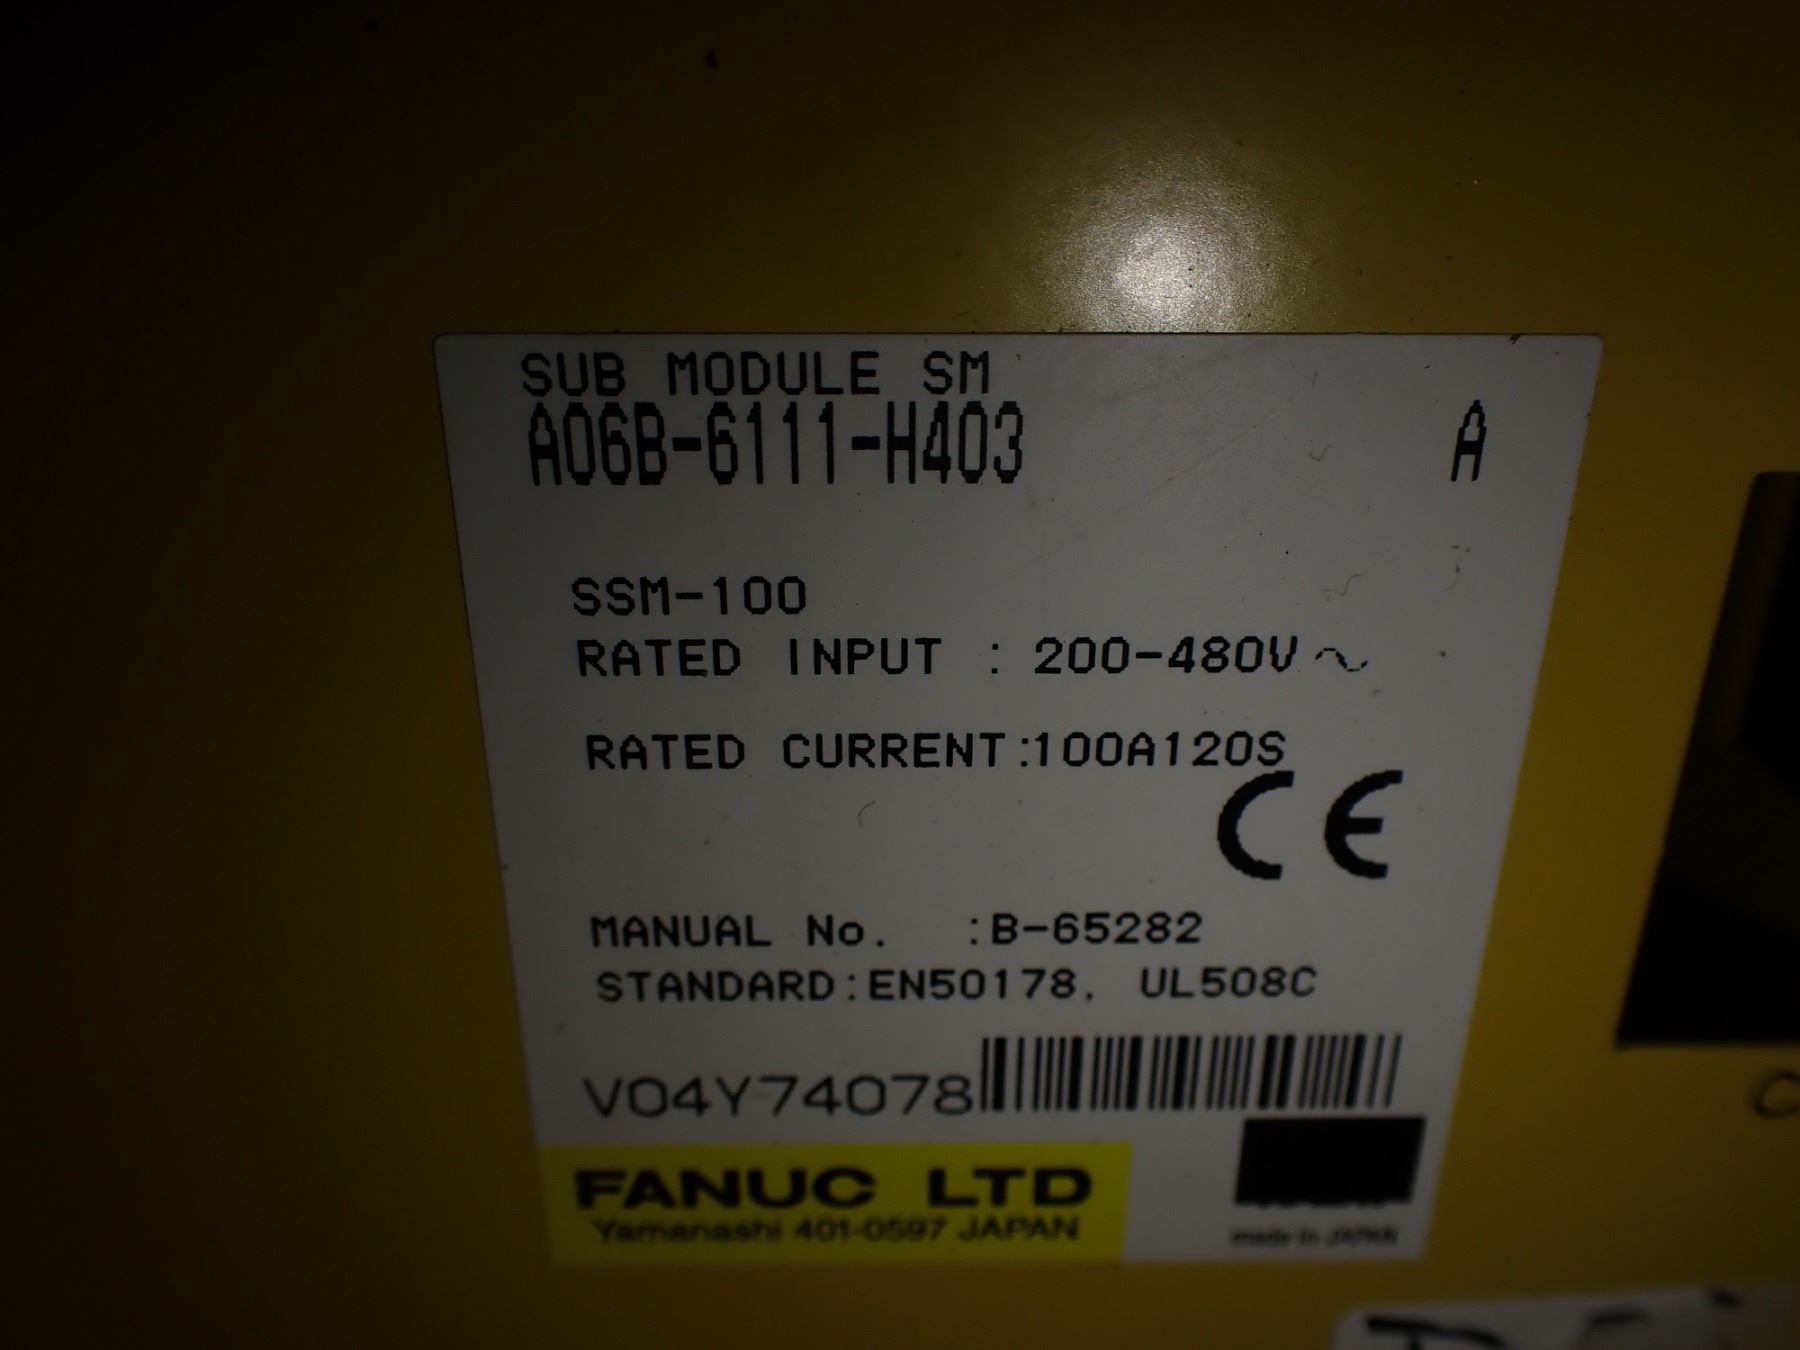 SUB MODULE SM
A06B-6111-H403 A
SSM-100
RATED INPUT : 200-480V～
RATED CURRENT:100A120S
CE
MANUAL No. :B-65282
STANDARD:EN50178, UL508C
V04Y74078
FANUC LTD
Yamanashi 401-0597 JAPAN
made in JAPAN